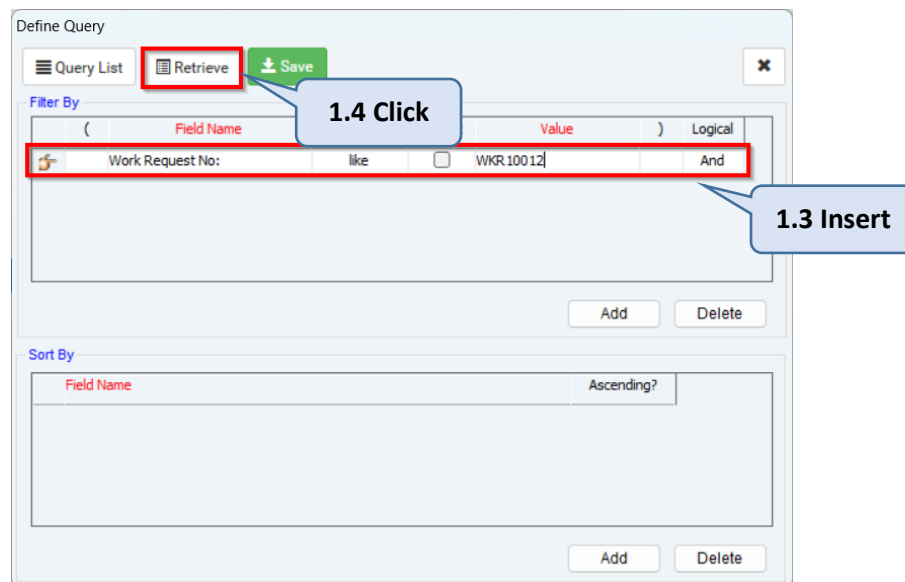 Define Query
Query List Retrieve Save
1.4 Click
Filter By
( Field Name Value ) Logical
Work Request No: like WKR10012 And
1.3 Insert
Add Delete
Sort By
Field Name Ascending?
Add Delete